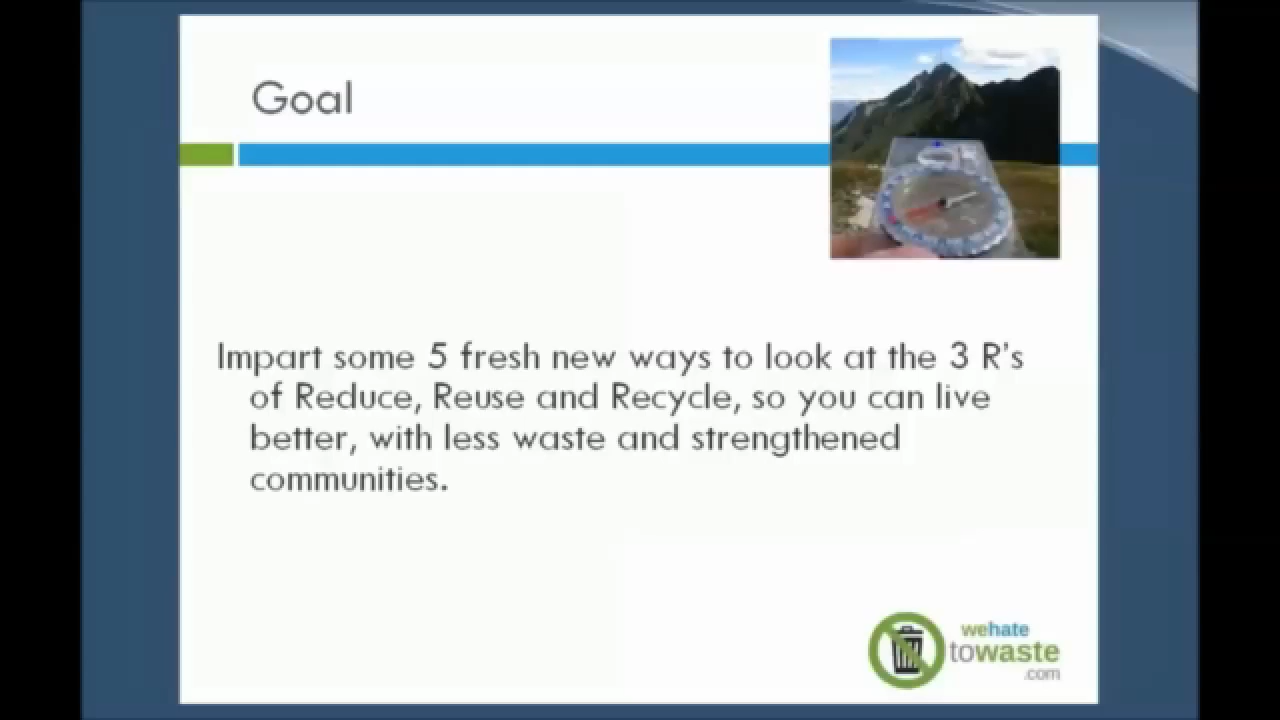 Goal
Impart some 5 fresh new ways to look at the 3 R's
of Reduce, Reuse and Recycle, so you can live
better, with less waste and strengthened
communities.
wehate
towaste
.com